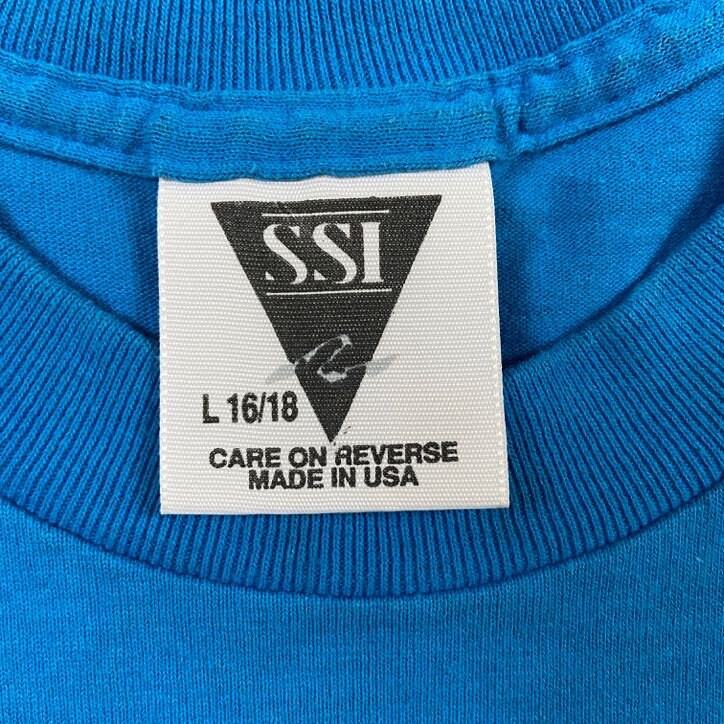 SSI
L 16/18
CARE ON REVERSE
MADE IN USA